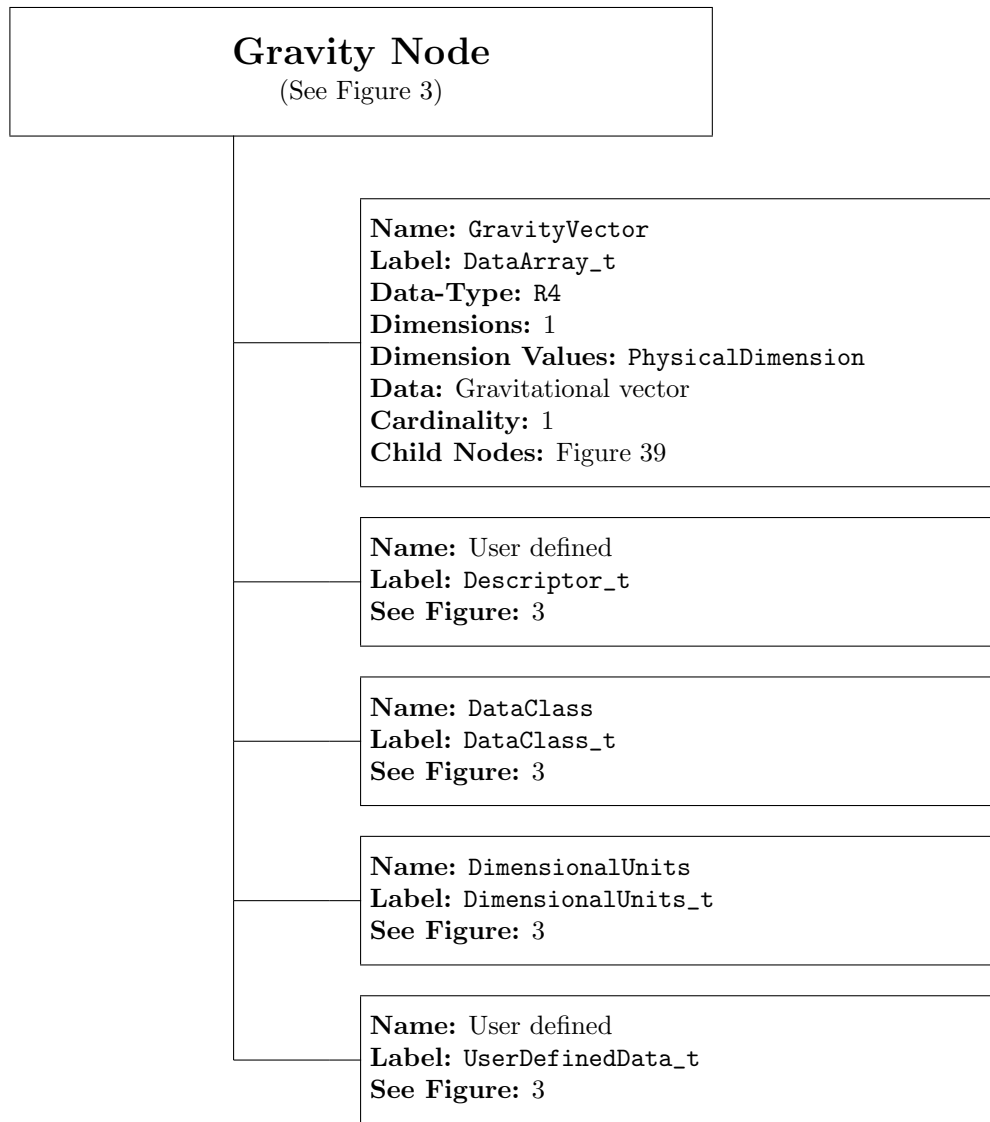 Gravity Node
(See Figure 3)
Name: GravityVector
Label: DataArray_t
Data-Type: R4
Dimensions: 1
Dimension Values: PhysicalDimension
Data: Gravitational vector
Cardinality: 1
Child Nodes: Figure 39
Name: User defined
Label: Descriptor_t
See Figure: 3
Name: DataClass
Label: DataClass_t
See Figure: 3
Name: DimensionalUnits
Label: DimensionalUnits_t
See Figure: 3
Name: User defined
Label: UserDefinedData_t
See Figure: 3